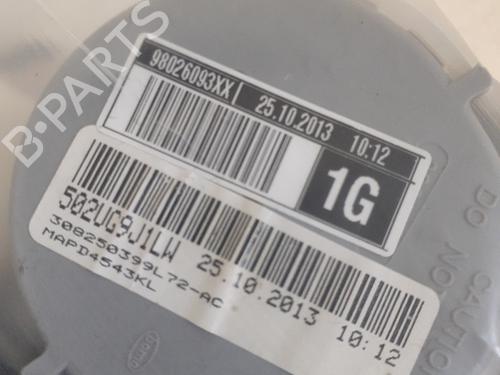 B-PARTS
98026093XX 25.10.2013 10:12
1G
502UG9J1LW
308250399L72-AC
MAPD4543KL 25.10.2013 10:12
CAUTION
DO NO